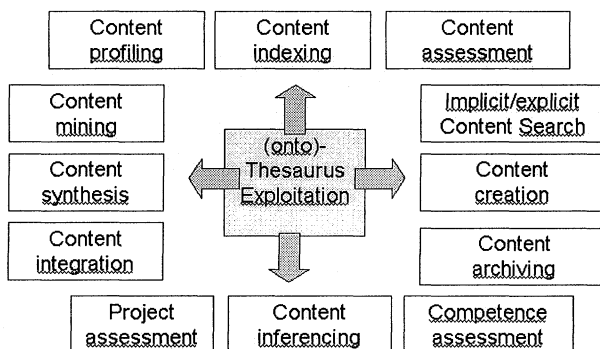 Content
profiling
Content
indexing
Content
assessment
Content
mining
Implicit/explicit
Content Search
(onto)-
Thesaurus
Exploitation
Content
synthesis
Content
creation
Content
integration
Content
archiving
Project
assessment
Content
inferencing
Competence
assessment